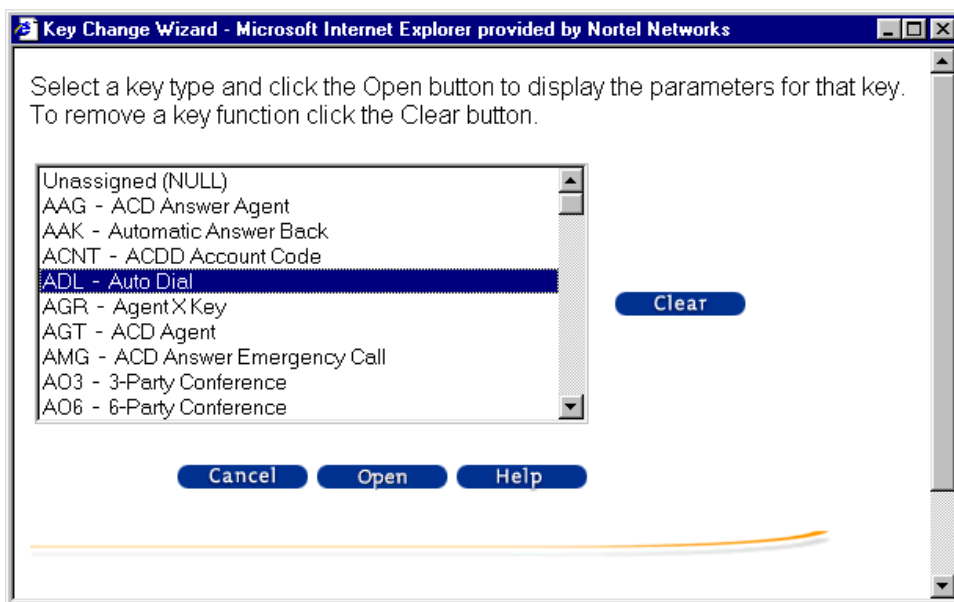 Key Change Wizard - Microsoft Internet Explorer provided by Nortel Networks
Select a key type and click the Open button to display the parameters for that key.
To remove a key function click the Clear button.
Unassigned (NULL)
AAG - ACD Answer Agent
AAK - Automatic Answer Back
ACNT - ACDD Account Code
ADL - Auto Dial
AGR - Agent X Key
AGT - ACD Agent
AMG - ACD Answer Emergency Call
AO3 - 3-Party Conference
AO6 - 6-Party Conference
Clear
Cancel Open Help